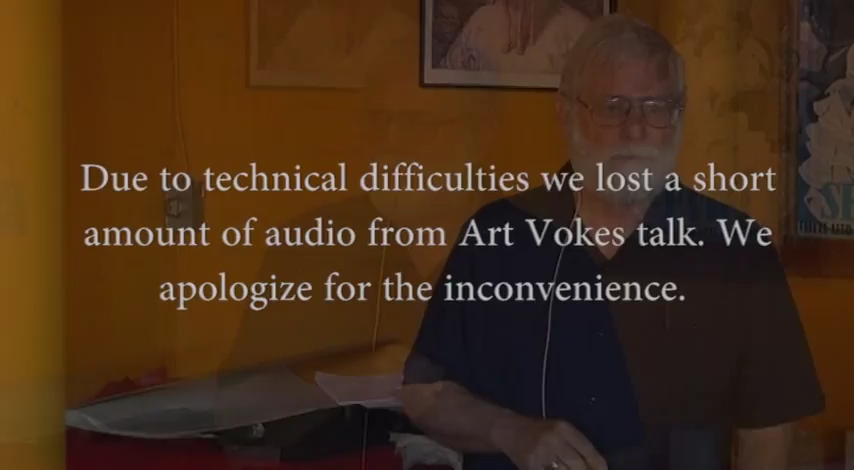 Due to technical difficulties we lost a short
amount of audio from Art Vokes talk. We
apologize for the inconvenience.